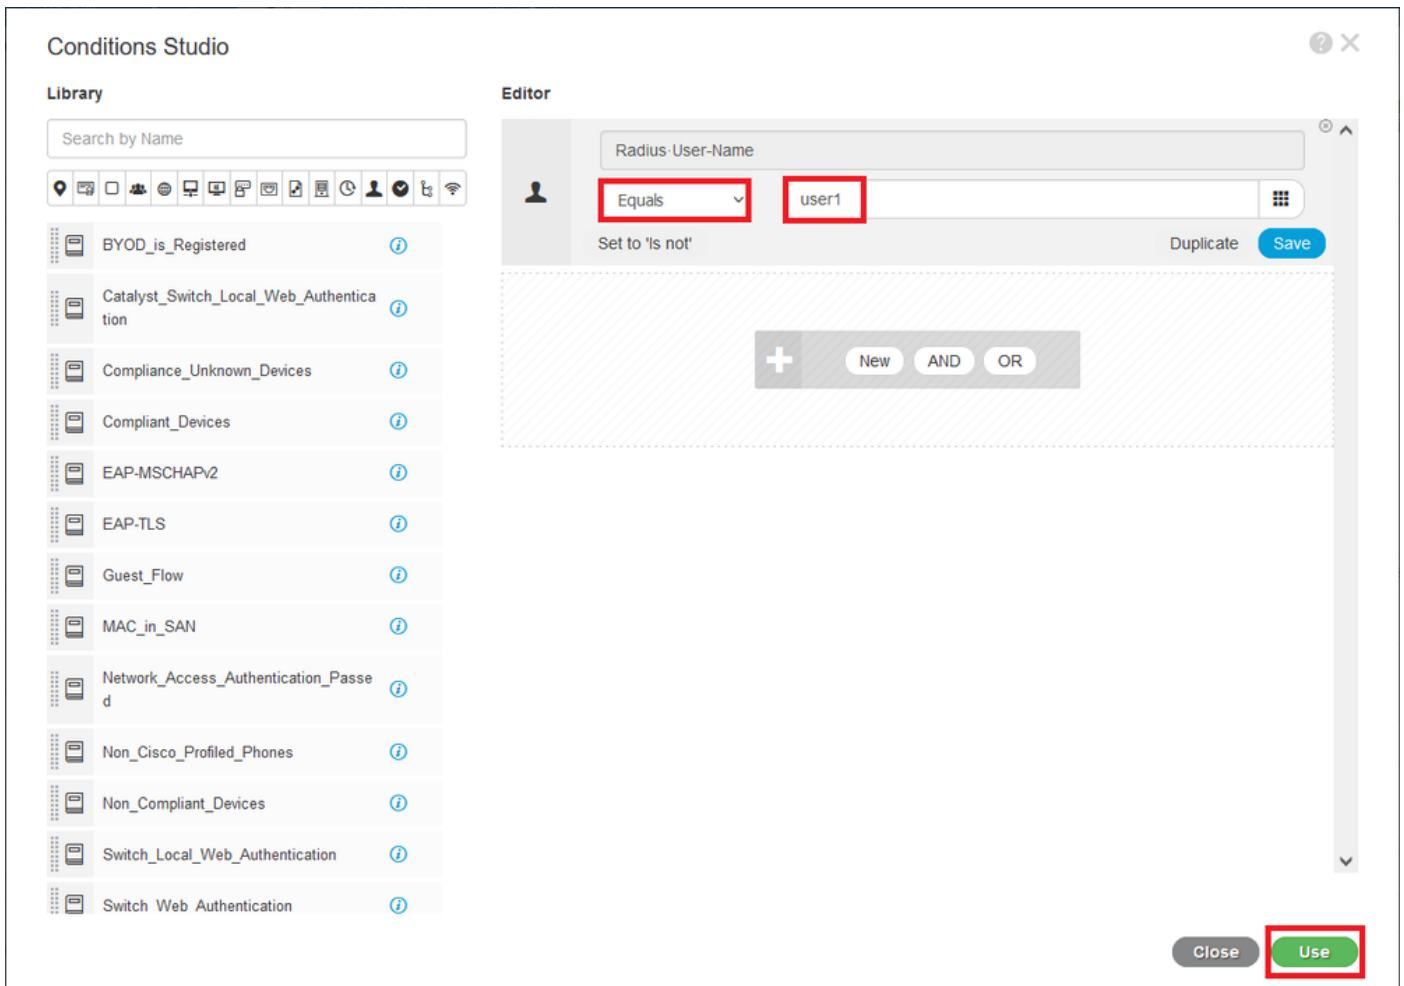 Conditions Studio
Library
Search by Name
BYOD_is_Registered
Catalyst_Switch_Local_Web_Authentica
tion
Compliance_Unknown_Devices
Compliant_Devices
EAP-MSCHAPv2
EAP-TLS
Guest_Flow
MAC_in_SAN
Network_Access_Authentication_Passe
d
Non_Cisco_Profiled_Phones
Non_Compliant_Devices
Switch_Local_Web_Authentication
Switch_Web_Authentication
Editor
Radius·User-Name
Equals
user1
Set to 'Is not'
Duplicate
Save
New
AND
OR
Close
Use